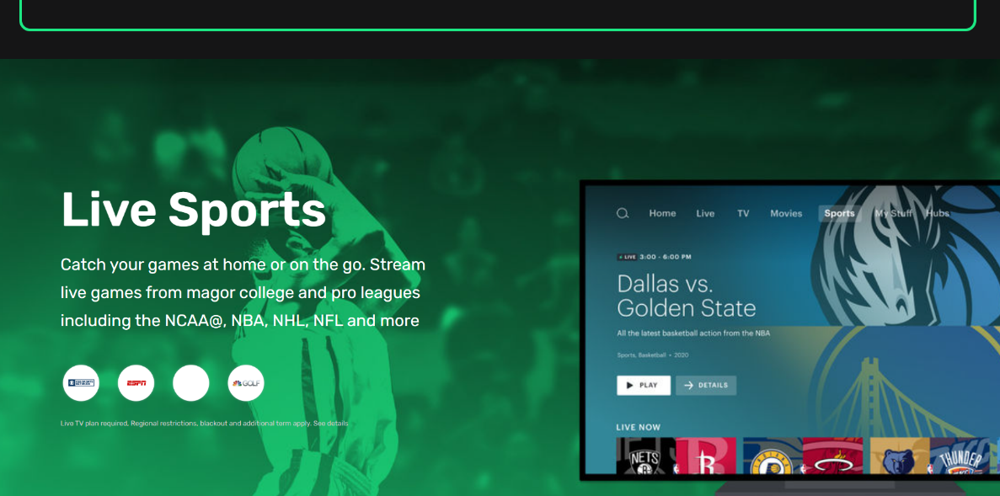 Live Sports
Catch your games at home or on the go. Stream
live games from magor college and pro leagues
including the NCAA@, NBA, NHL, NFL and more
ESPN
GOLF
Live TV plan required, Regional restrictions, blackout and additional term apply. See details
Home Live TV Movies Sports My Stuff Hubs
LIVE 3:00 - 6:00 PM
Dallas vs.
Golden State
All the latest basketball action from the NBA
Sports, Basketball • 2020
PLAY DETAILS
LIVE NOW
NETS B R THUNDER